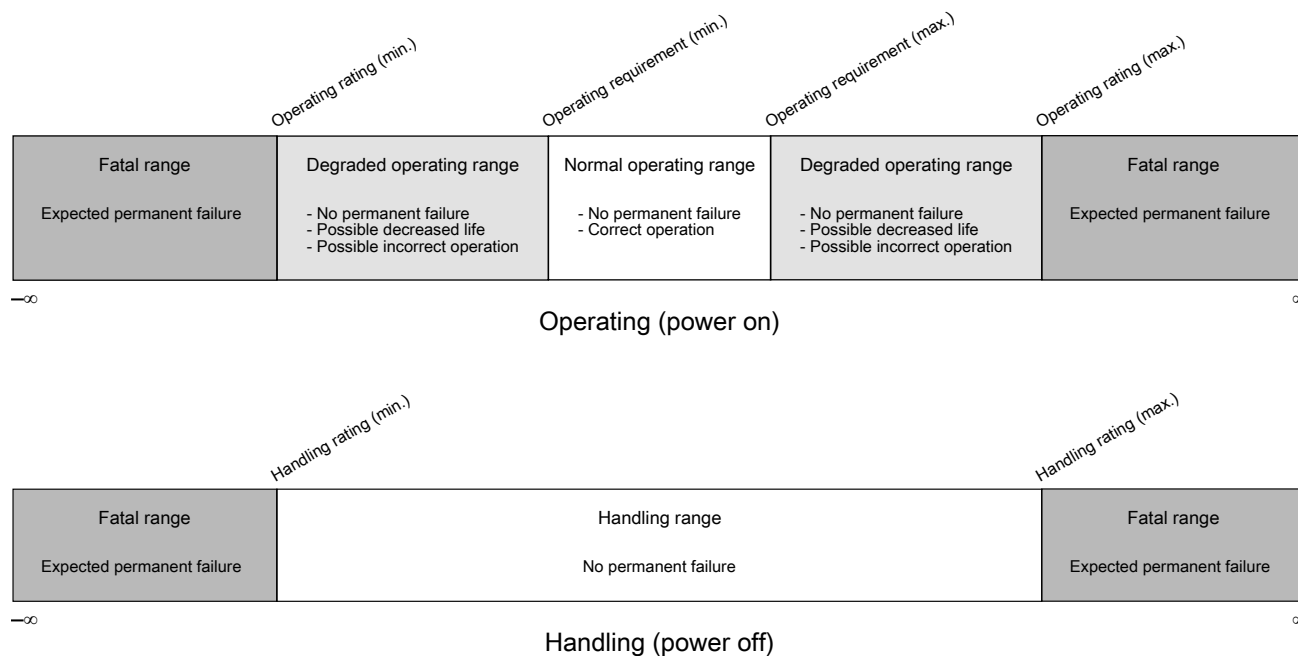 Operating rating (min.)
Operating requirement (min.)
Operating requirement (max.)
Operating rating (max.)
Fatal range
Expected permanent failure
Degraded operating range
- No permanent failure
- Possible decreased life
- Possible incorrect operation
Normal operating range
- No permanent failure
- Correct operation
Degraded operating range
- No permanent failure
- Possible decreased life
- Possible incorrect operation
Fatal range
Expected permanent failure
–∞
Operating (power on)
Handling rating (min.)
Handling rating (max.)
Fatal range
Expected permanent failure
Handling range
No permanent failure
Fatal range
Expected permanent failure
–∞
Handling (power off)